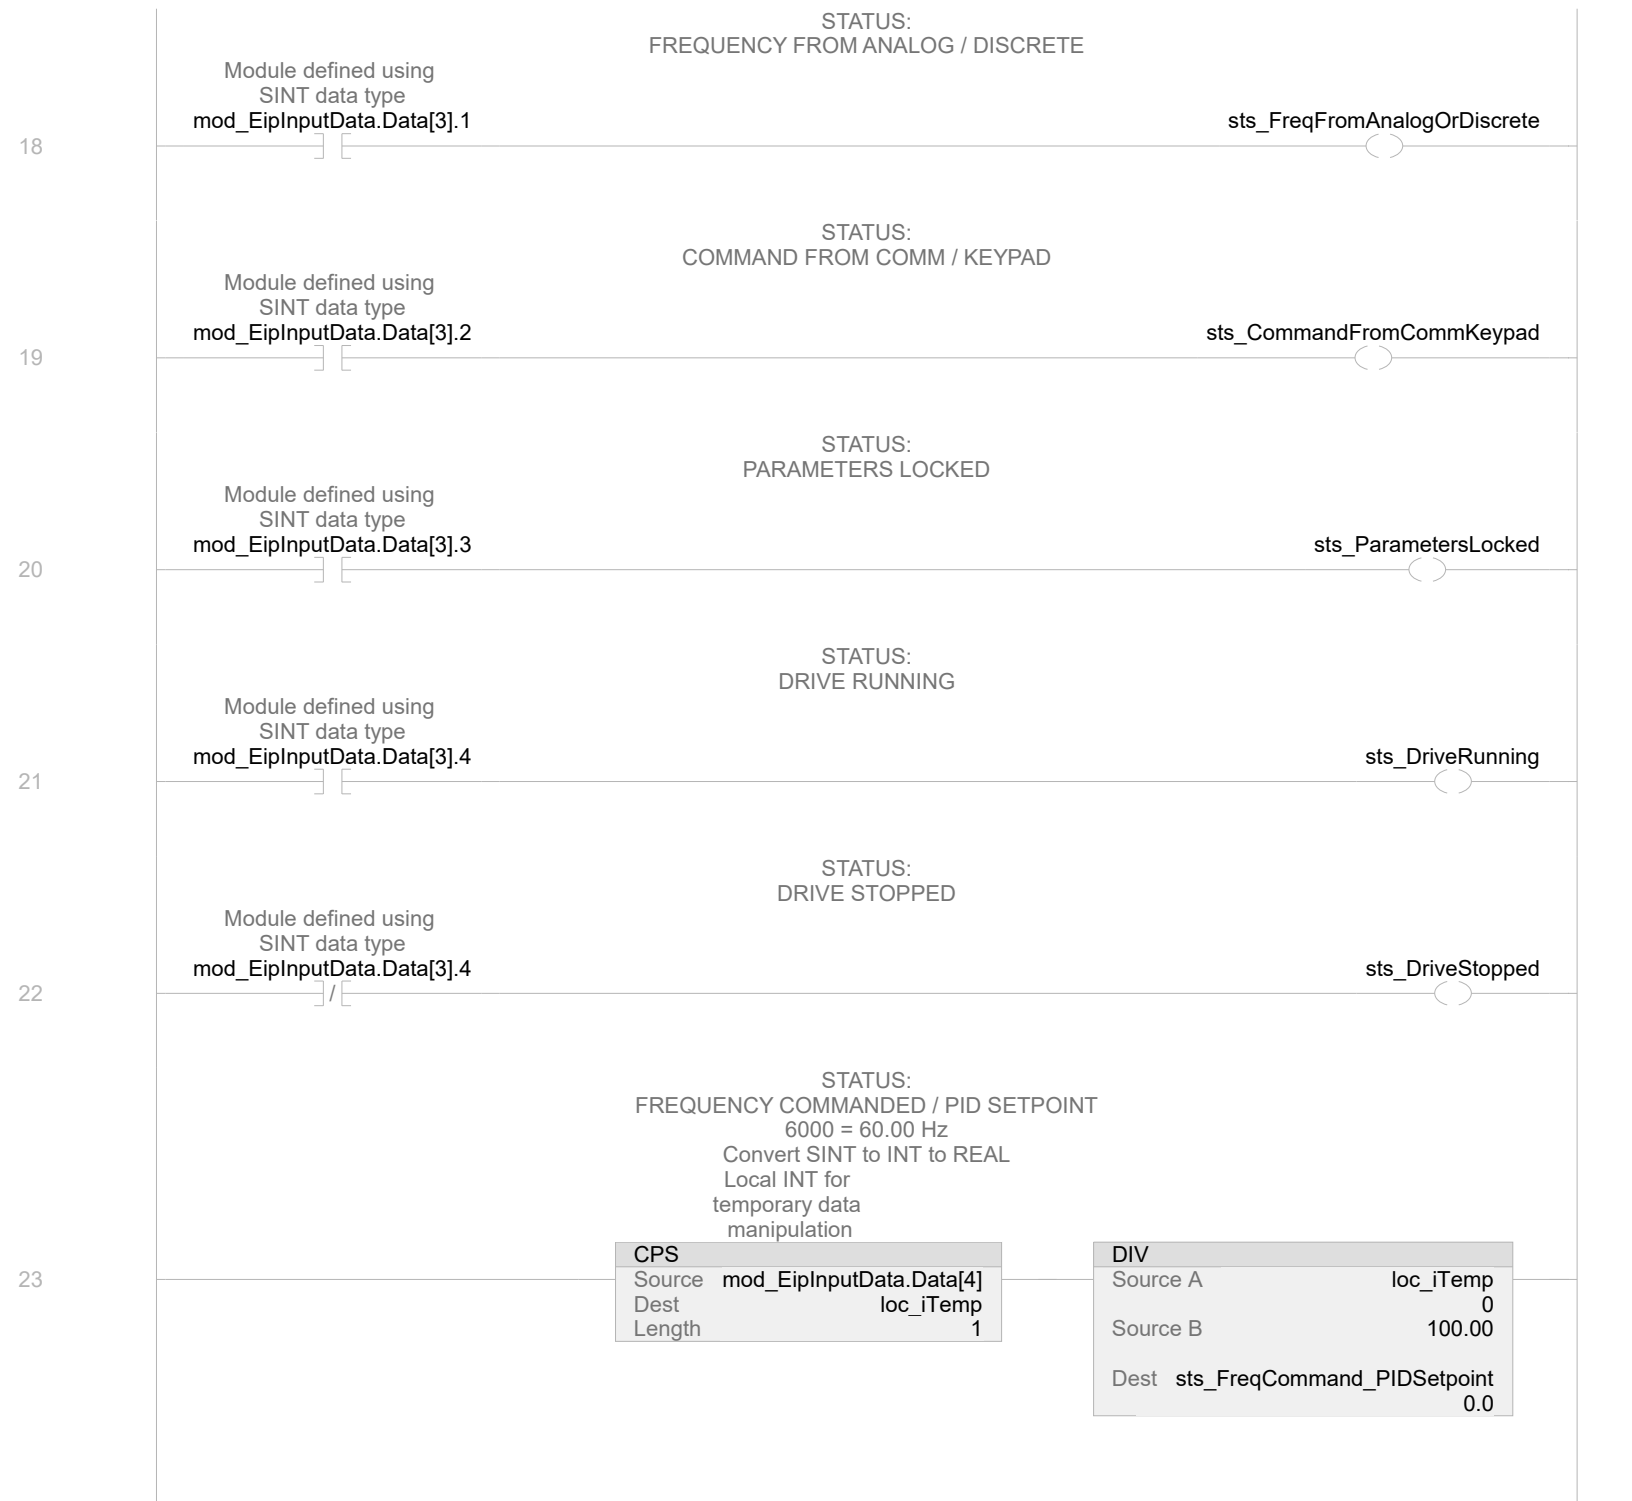 STATUS:
FREQUENCY FROM ANALOG / DISCRETE
Module defined using
SINT data type
mod_EipInputData.Data[3].1
sts_FreqFromAnalogOrDiscrete
18
STATUS:
COMMAND FROM COMM / KEYPAD
Module defined using
SINT data type
mod_EipInputData.Data[3].2
sts_CommandFromCommKeypad
19
STATUS:
PARAMETERS LOCKED
Module defined using
SINT data type
mod_EipInputData.Data[3].3
sts_ParametersLocked
20
STATUS:
DRIVE RUNNING
Module defined using
SINT data type
mod_EipInputData.Data[3].4
sts_DriveRunning
21
STATUS:
DRIVE STOPPED
Module defined using
SINT data type
mod_EipInputData.Data[3].4
sts_DriveStopped
22
/
STATUS:
FREQUENCY COMMANDED / PID SETPOINT
6000 = 60.00 Hz
Convert SINT to INT to REAL
Local INT for
temporary data
manipulation
23
CPS
Source mod_EipInputData.Data[4]
Dest loc_iTemp
Length 1
DIV
Source A loc_iTemp
0
Source B 100.00
Dest sts_FreqCommand_PIDSetpoint
0.0